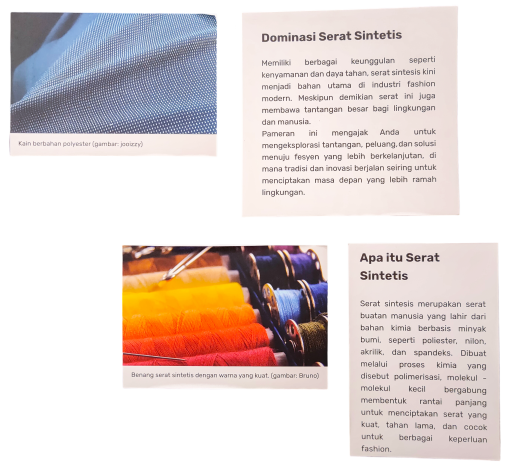 Dominasi Serat Sintetis
Memiliki berbagai keunggulan seperti
kenyamanan dan daya tahan, serat sintesis kini
menjadi bahan utama di industri fashion
modern. Meskipun demikian serat ini juga
membawa tantangan besar bagi lingkungan
dan manusia.
Pameran ini mengajak Anda untuk
mengeksplorasi tantangan, peluang, dan solusi
menuju fesyen yang lebih berkelanjutan, di
mana tradisi dan inovasi berjalan seiring untuk
menciptakan masa depan yang lebih ramah
lingkungan.
Kain berbahan polyester (gambar: jooizzy)
Apa itu Serat
Sintetis
Serat sintesis merupakan serat
buatan manusia yang lahir dari
bahan kimia berbasis minyak
bumi, seperti poliester, nilon,
akrilik, dan spandeks. Dibuat
melalui proses kimia yang
disebut polimerisasi, molekul -
molekul kecil bergabung
membentuk rantai panjang
untuk menciptakan serat yang
kuat, tahan lama, dan cocok
untuk berbagai keperluan
fashion.
Benang serat sintetis dengan warna yang kuat. (gambar: Bruno)